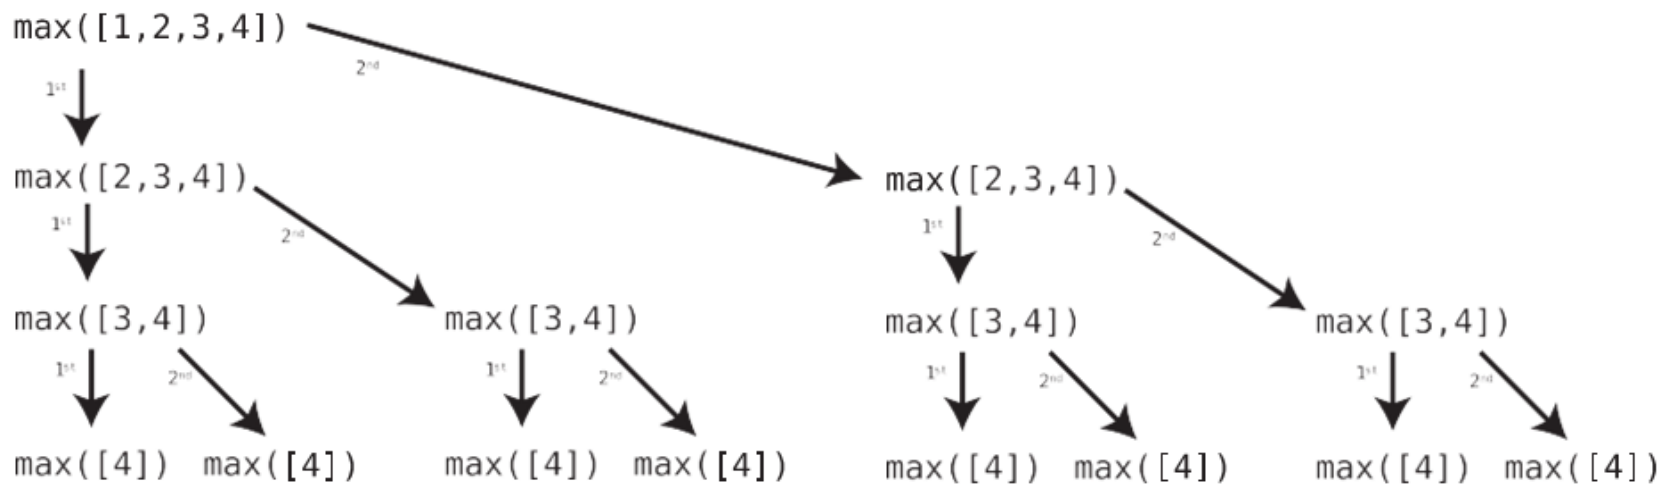 max([1,2,3,4])
2nd
1st
max([2,3,4]) max([2,3,4])
1st 2nd 1st 2nd
max([3,4]) max([3,4]) max([3,4]) max([3,4])
1st 2nd 1st 2nd 1st 2nd 1st 2nd
max([4]) max([4]) max([4]) max([4]) max([4]) max([4]) max([4]) max([4])